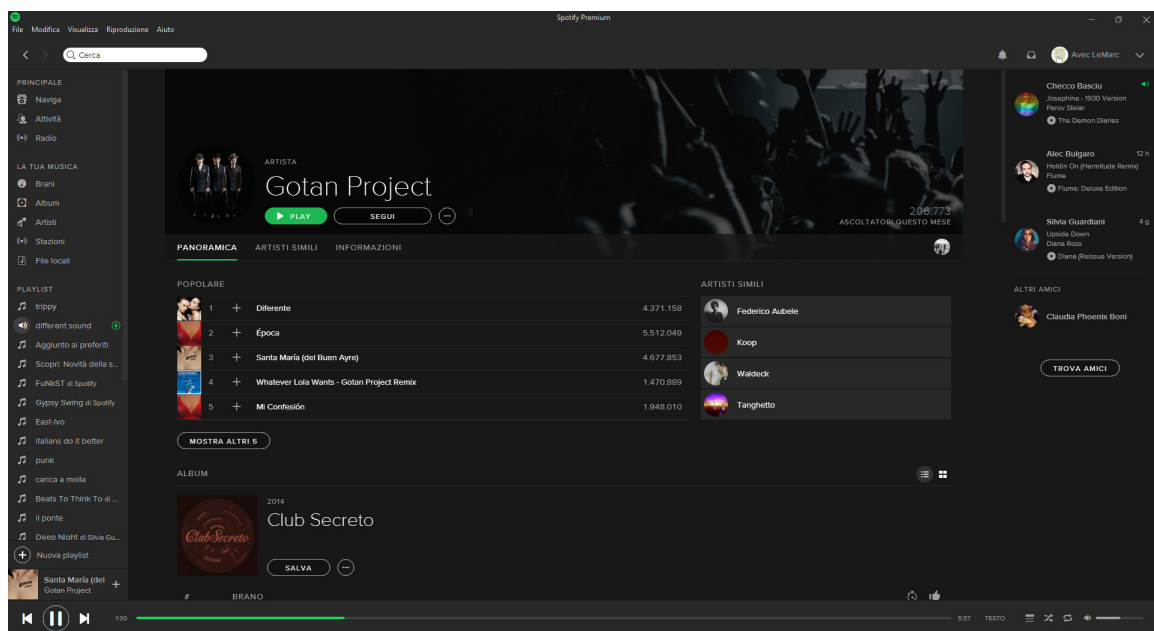 Spotify Premium
File Modifica Visualizza Riproduzione Aiuto
Cerca
Avec LeMarc
PRINCIPALE
Naviga
Attività
Radio
LA TUA MUSICA
Brani
Album
Artisti
Stazioni
File locali
PLAYLIST
trippy
different sound
Aggiunto ai preferiti
Scopri: Novità della s...
FuNkST di Spotify
Gypsy Swing di Spotify
East-ivo
italians do it better
punk
carica a molla
Beats To Think To di ...
il ponte
Deep Night di Silvia Gu...
Nuova playlist
Santa María (del
Gotan Project
ARTISTA
Gotan Project
PLAY
SEGUI
206.773
ASCOLTATORI QUESTO MESE
PANORAMICA ARTISTI SIMILI INFORMAZIONI
POPOLARE
1 + Diferente 4.371.158
2 + Época 5.512.049
3 + Santa María (del Buen Ayre) 4.677.853
4 + Whatever Lola Wants - Gotan Project Remix 1.470.889
5 + Mi Confesión 1.948.010
MOSTRA ALTRI 5
ARTISTI SIMILI
Federico Aubele
Koop
Waldeck
Tanghetto
ALBUM
ClubSecreto
2014
Club Secreto
SALVA
# BRANO
Checco Basciu
Josephine - 1930 Version
Parov Stelar
The Demon Diaries
Alec Bulgaro 12 h
Holdin On (Hermitude Remix)
Flume
Flume: Deluxe Edition
Silvia Guardiani 4 g
Upside Down
Diana Ross
Diana (Reissue Version)
ALTRI AMICI
Claudia Phoenix Boni
TROVA AMICI
1:30
5:57 TESTO